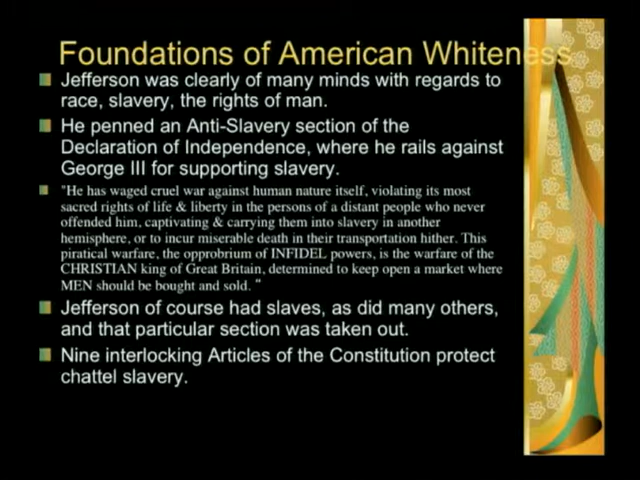 Foundations of American Whiteness
Jefferson was clearly of many minds with regards to
race, slavery, the rights of man.
He penned an Anti-Slavery section of the
Declaration of Independence, where he rails against
George III for supporting slavery.
"He has waged cruel war against human nature itself, violating its most
sacred rights of life & liberty in the persons of a distant people who never
offended him, captivating & carrying them into slavery in another
hemisphere, or to incur miserable death in their transportation hither. This
piratical warfare, the opprobrium of INFIDEL powers, is the warfare of the
CHRISTIAN king of Great Britain, determined to keep open a market where
MEN should be bought and sold. "
Jefferson of course had slaves, as did many others,
and that particular section was taken out.
Nine interlocking Articles of the Constitution protect
chattel slavery.